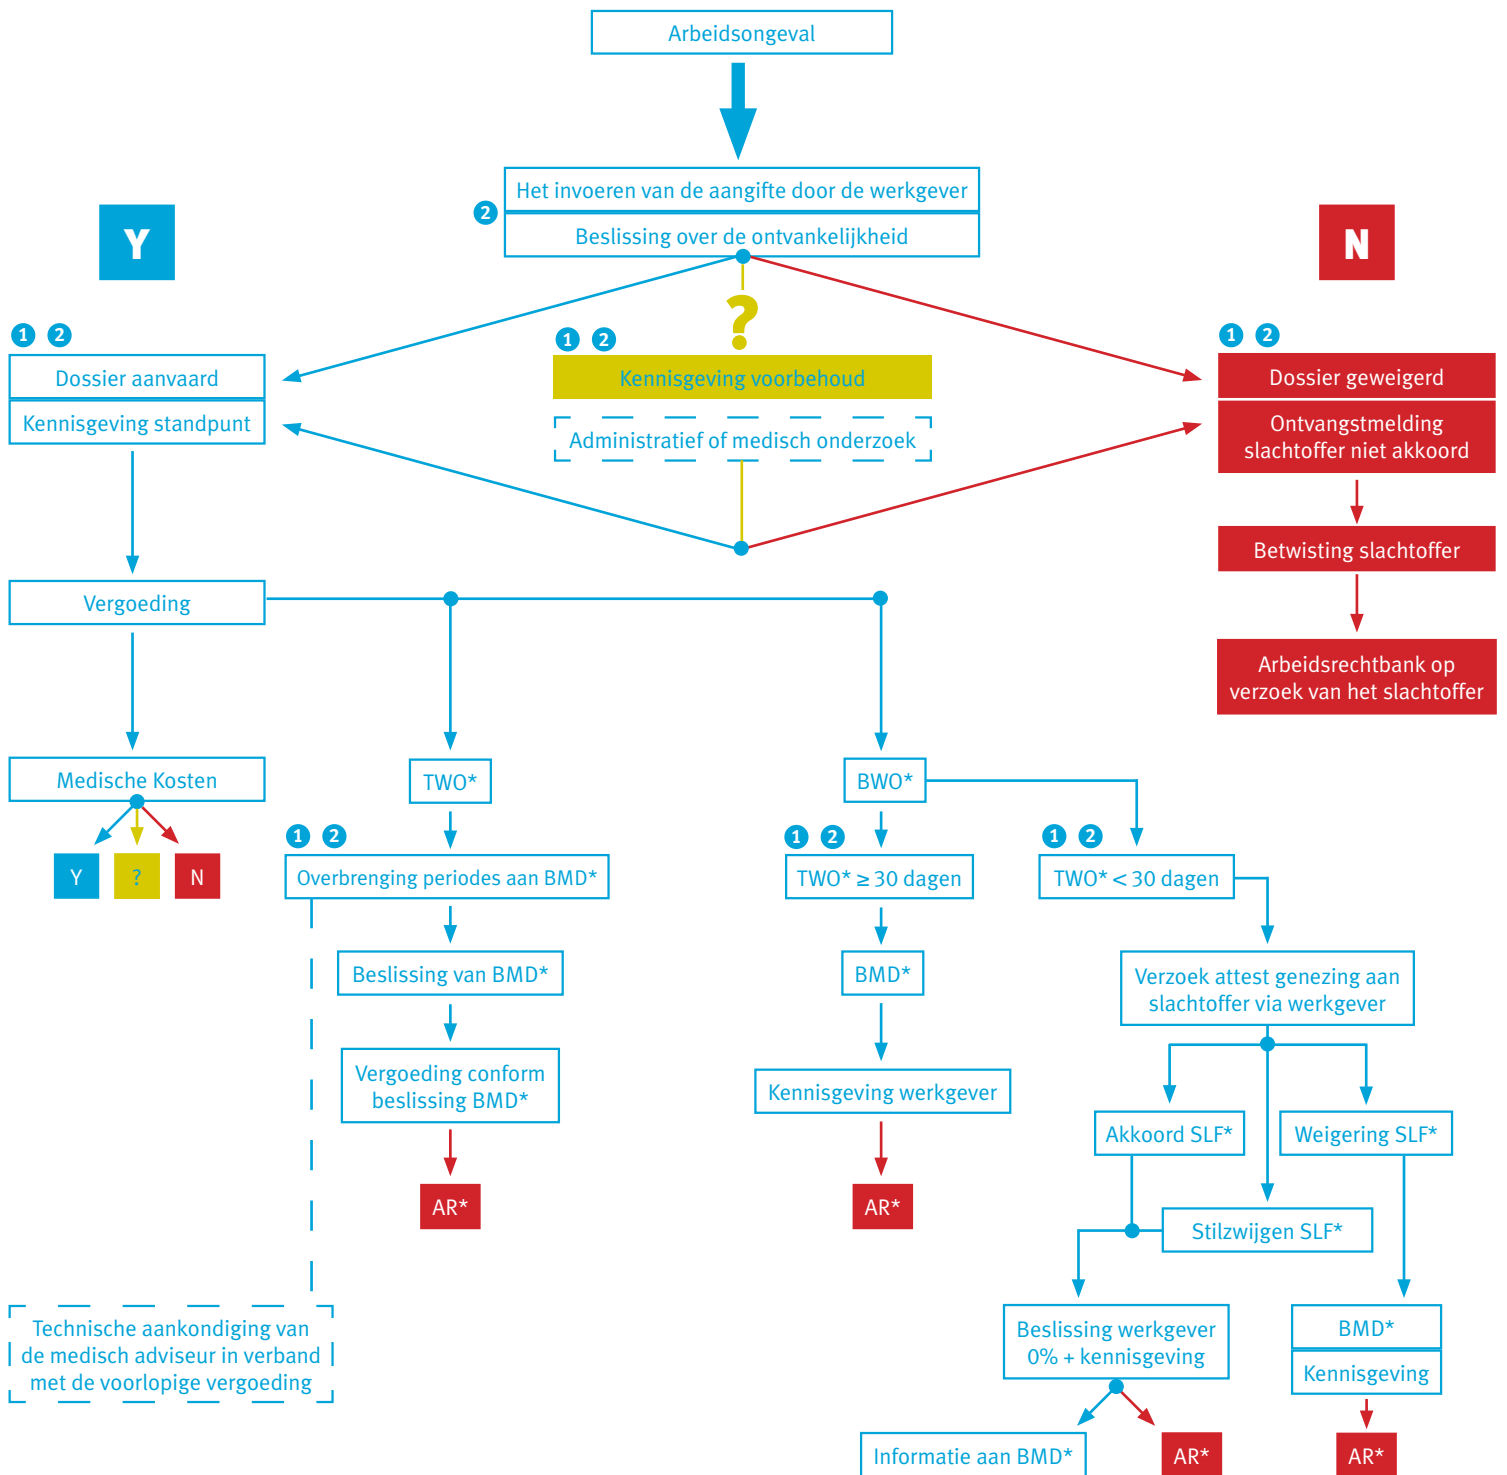 Arbeidsongeval
Het invoeren van de aangifte door de werkgever
2
Beslissing over de ontvankelijkheid
Y
N
?
1 2
Dossier aanvaard
Kennisgeving standpunt
1 2
Kennisgeving voorbehoud
Administratief of medisch onderzoek
1 2
Dossier geweigerd
Ontvangstmelding
slachtoffer niet akkoord
Betwisting slachtoffer
Arbeidsrechtbank op
verzoek van het slachtoffer
Vergoeding
Medische Kosten
Y ? N
TWO*
1 2
Overbrenging periodes aan BMD*
Beslissing van BMD*
Vergoeding conform
beslissing BMD*
AR*
Technische aankondiging van
de medisch adviseur in verband
met de voorlopige vergoeding
BWO*
1 2
TWO* ≥ 30 dagen
BMD*
Kennisgeving werkgever
AR*
1 2
TWO* < 30 dagen
Verzoek attest genezing aan
slachtoffer via werkgever
Akkoord SLF*
Weigering SLF*
Stilzwijgen SLF*
Beslissing werkgever
0% + kennisgeving
Informatie aan BMD*
AR*
BMD*
Kennisgeving
AR*